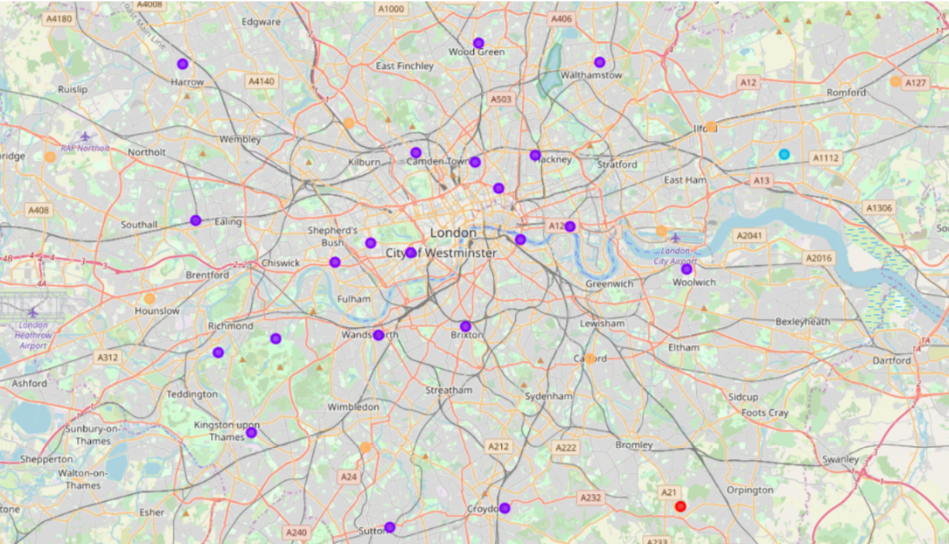 A4008
A1000
A4180
Edgware
A406
Wood Green
East Finchley
Harrow
Walthamstow
A4140
A12
A127
Ruislip
Romford
A503
Ilford
RAF Northolt
Wembley
Northolt
Kilburn
Camden Town
Hackney
Stratford
A1112
East Ham
A13
A408
A1306
Southall
Ealing
Shepherd's
Bush
London
A12
A2041
City of Westminster
London
City Airport
A2016
Brentford
Chiswick
Greenwich
Woolwich
Fulham
Hounslow
London
Heathrow
Airport
Richmond
Wandsworth
Brixton
Lewisham
Bexleyheath
A312
Eltham
Catford
Dartford
Ashford
Teddington
Streatham
Sydenham
Sidcup
Wimbledon
Foots Cray
Sunbury-on-
Thames
Kingston upon
Thames
A212
A222
Bromley
Shepperton
Swanley
Walton-on-
Thames
A24
A21
Orpington
A232
Esher
Croydon
A240
Sutton
A233